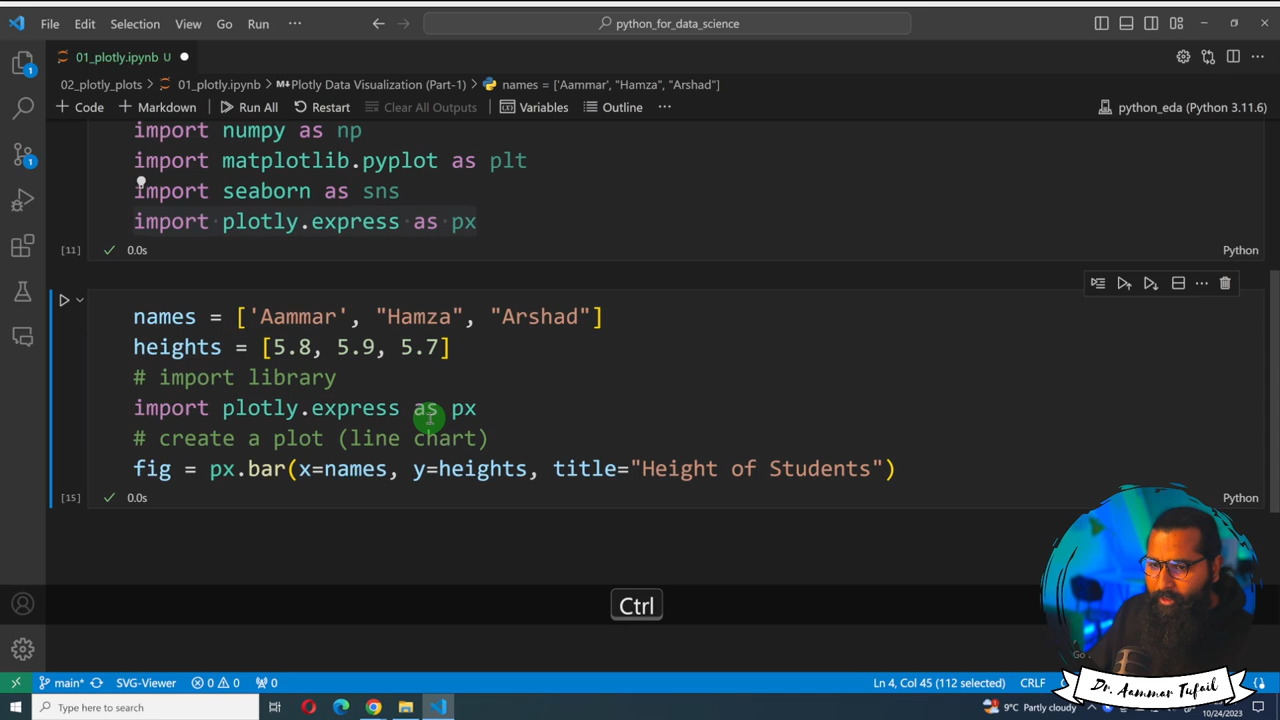 File Edit Selection View Go Run ··· python_for_data_science
01_plotly.ipynb U
02_plotly_plots > 01_plotly.ipynb > Plotly Data Visualization (Part-1) > names = ['Aammar', "Hamza", "Arshad"]
+ Code + Markdown Run All Restart Clear All Outputs Variables Outline ··· python_eda (Python 3.11.6)
import numpy as np
import matplotlib.pyplot as plt
import seaborn as sns
import plotly.express as px
[11] 0.0s Python
names = ['Aammar', "Hamza", "Arshad"]
heights = [5.8, 5.9, 5.7]
# import library
import plotly.express as px
# create a plot (line chart)
fig = px.bar(x=names, y=heights, title="Height of Students")
[15] 0.0s Python
Ctrl
main* SVG-Viewer 0 0 0 Ln 4, Col 45 (112 selected) CRLF
Dr. Aammar Tufail
Type here to search 9°C Partly cloudy 10/24/2023